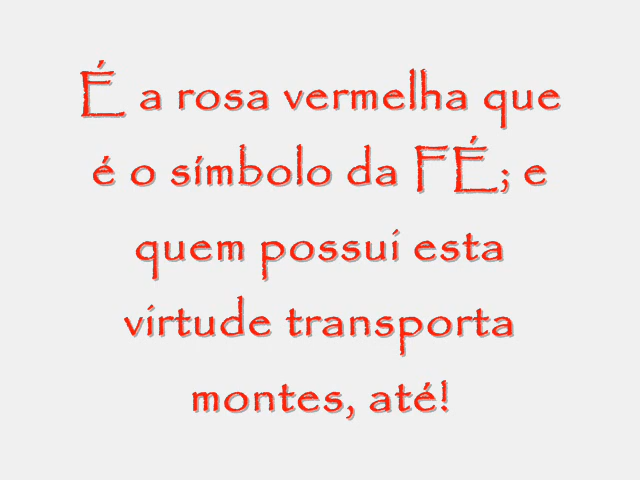 É a rosa vermelha que
é o símbolo da FÉ; e
quem possui esta
virtude transporta
montes, até!